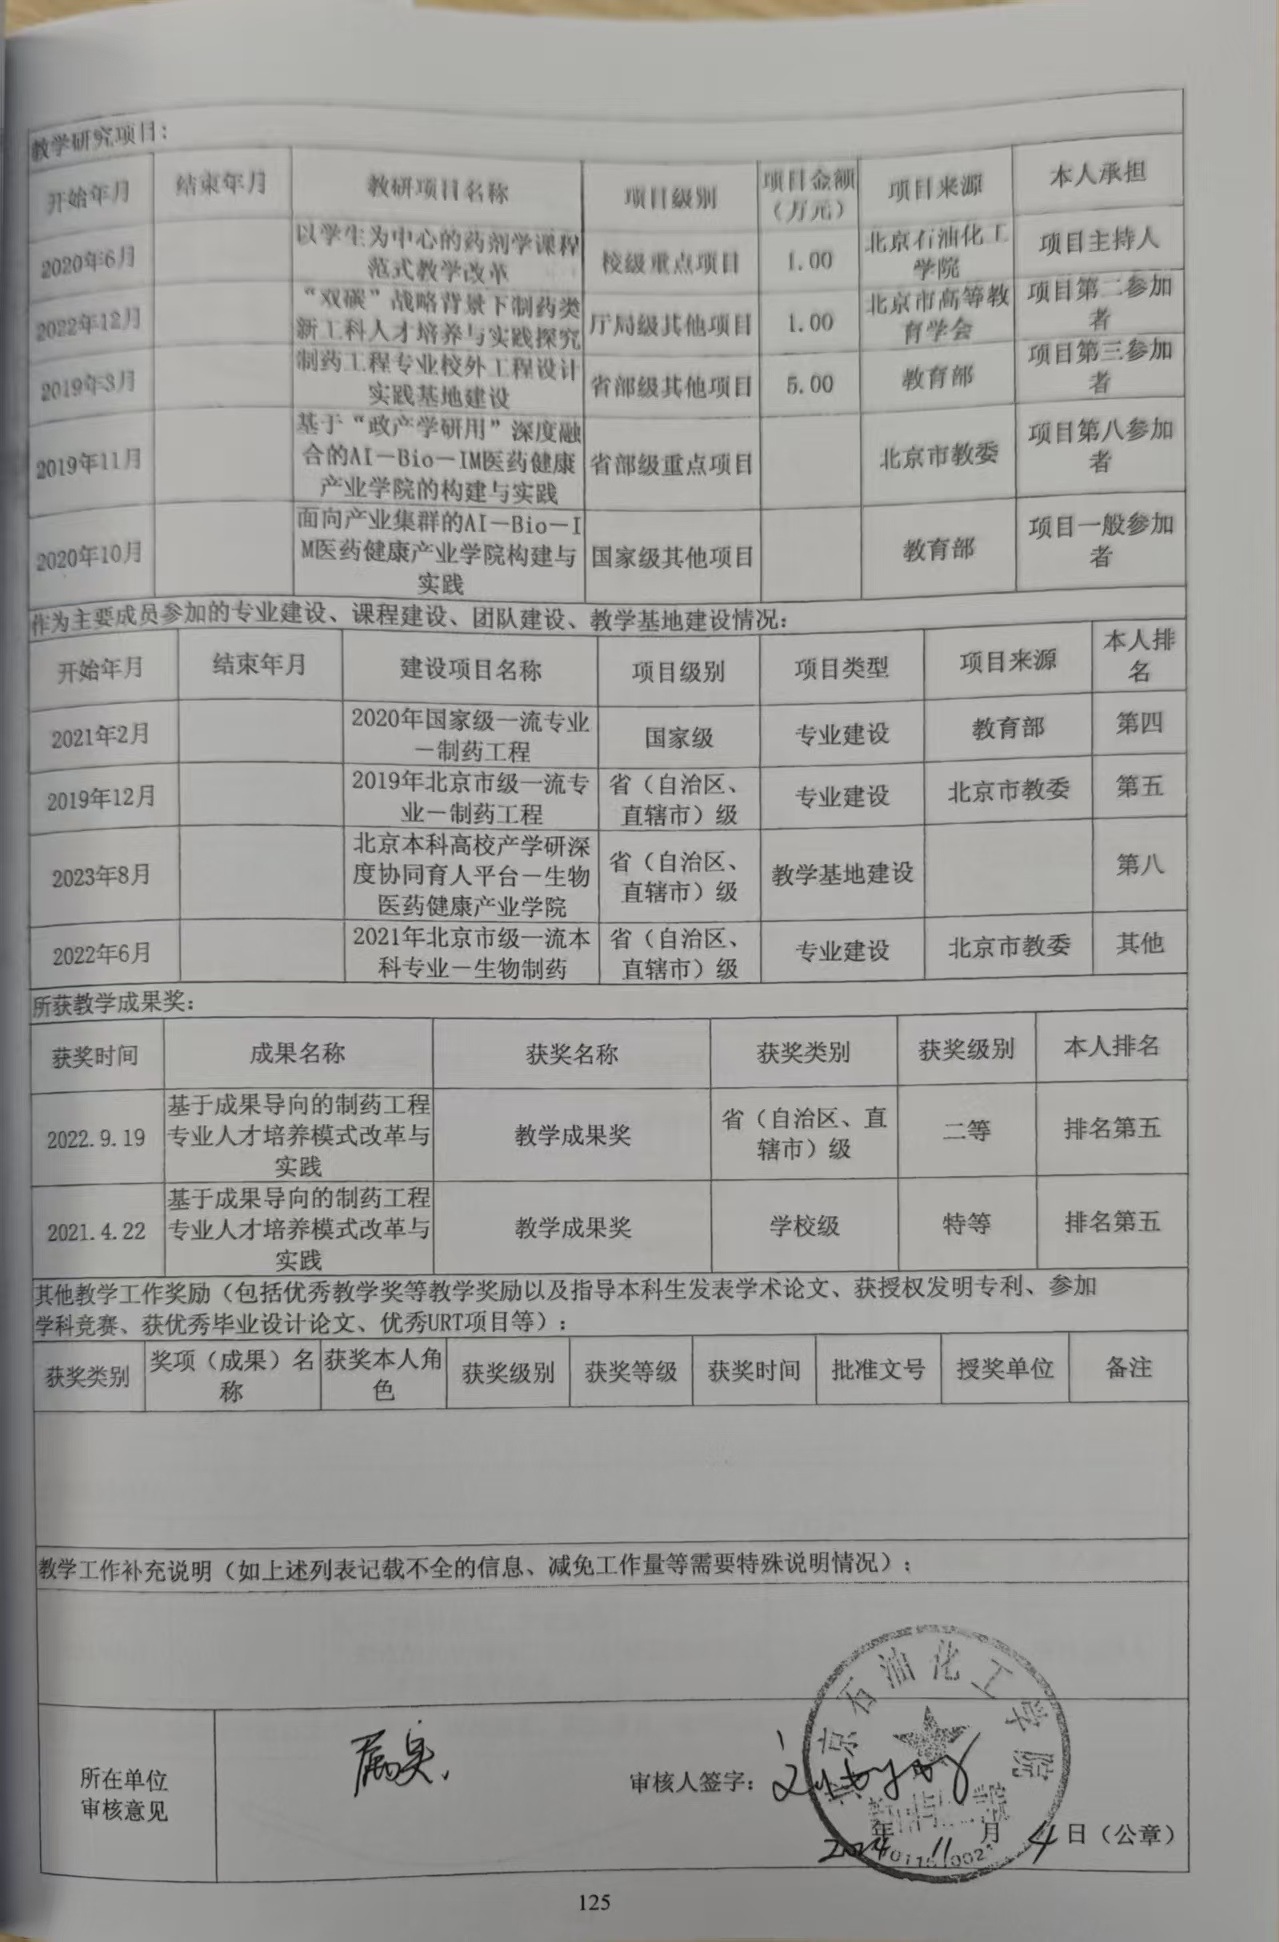 教学研究项目：
开始年月 结束年月 教研项目名称 项目级别 项目金额（万元） 项目来源 本人承担
2020年6月 以学生为中心的药剂学课程范式教学改革 校级重点项目 1.00 北京石油化工学院 项目主持人
2022年12月 “双碳”战略背景下制药类新工科人才培养与实践探究 厅局级其他项目 1.00 北京市高等教育学会 项目第二参加者
2019年3月 制药工程专业校外工程设计实践基地建设 省部级其他项目 5.00 教育部 项目第三参加者
2019年11月 基于“政产学研用”深度融合的AI－Bio－IM医药健康产业学院的构建与实践 省部级重点项目 北京市教委 项目第八参加者
2020年10月 面向产业集群的AI－Bio－IM医药健康产业学院构建与实践 国家级其他项目 教育部 项目一般参加者
作为主要成员参加的专业建设、课程建设、团队建设、教学基地建设情况：
开始年月 结束年月 建设项目名称 项目级别 项目类型 项目来源 本人排名
2021年2月 2020年国家级一流专业－制药工程 国家级 专业建设 教育部 第四
2019年12月 2019年北京市级一流专业－制药工程 省（自治区、直辖市）级 专业建设 北京市教委 第五
2023年8月 北京本科高校产学研深度协同育人平台－生物医药健康产业学院 省（自治区、直辖市）级 教学基地建设 第八
2022年6月 2021年北京市级一流本科专业－生物制药 省（自治区、直辖市）级 专业建设 北京市教委 其他
所获教学成果奖：
获奖时间 成果名称 获奖名称 获奖类别 获奖级别 本人排名
2022.9.19 基于成果导向的制药工程专业人才培养模式改革与实践 教学成果奖 省（自治区、直辖市）级 二等 排名第五
2021.4.22 基于成果导向的制药工程专业人才培养模式改革与实践 教学成果奖 学校级 特等 排名第五
其他教学工作奖励（包括优秀教学奖等教学奖励以及指导本科生发表学术论文、获授权发明专利、参加
学科竞赛、获优秀毕业设计论文、优秀URT项目等）：
获奖类别 奖项（成果）名称 获奖本人角色 获奖级别 获奖等级 获奖时间 批准文号 授奖单位 备注
教学工作补充说明（如上述列表记载不全的信息、减免工作量等需要特殊说明情况）：
所在单位
审核意见
属实.
审核人签字：
北京石油化工学院
2024年11月4日（公章）
125